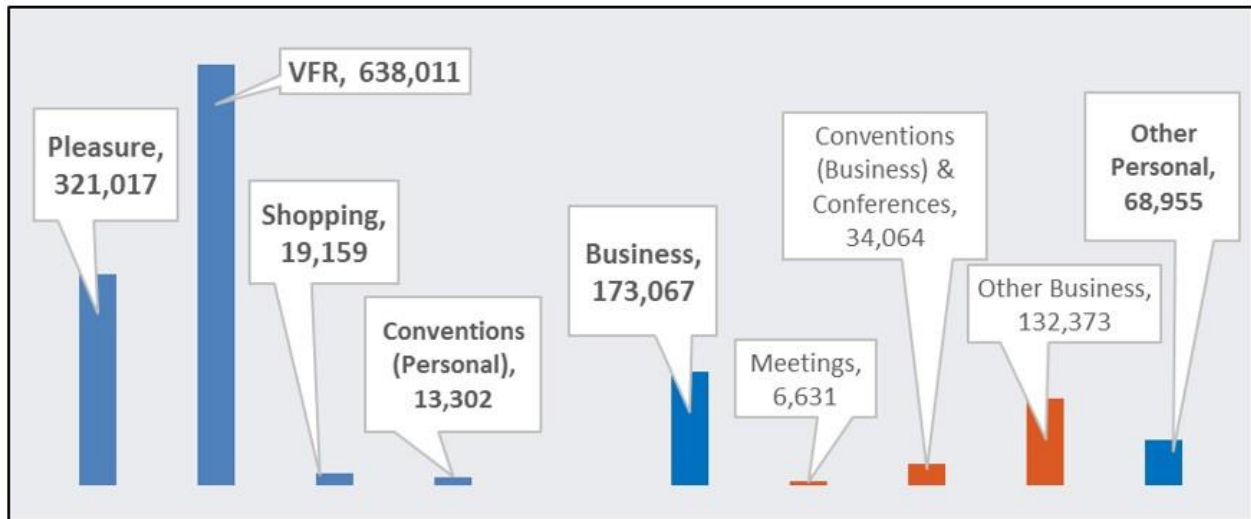 Pleasure,
321,017
VFR, 638,011
Shopping,
19,159
Conventions
(Personal),
13,302
Business,
173,067
Meetings,
6,631
Conventions
(Business) &
Conferences,
34,064
Other Business,
132,373
Other
Personal,
68,955